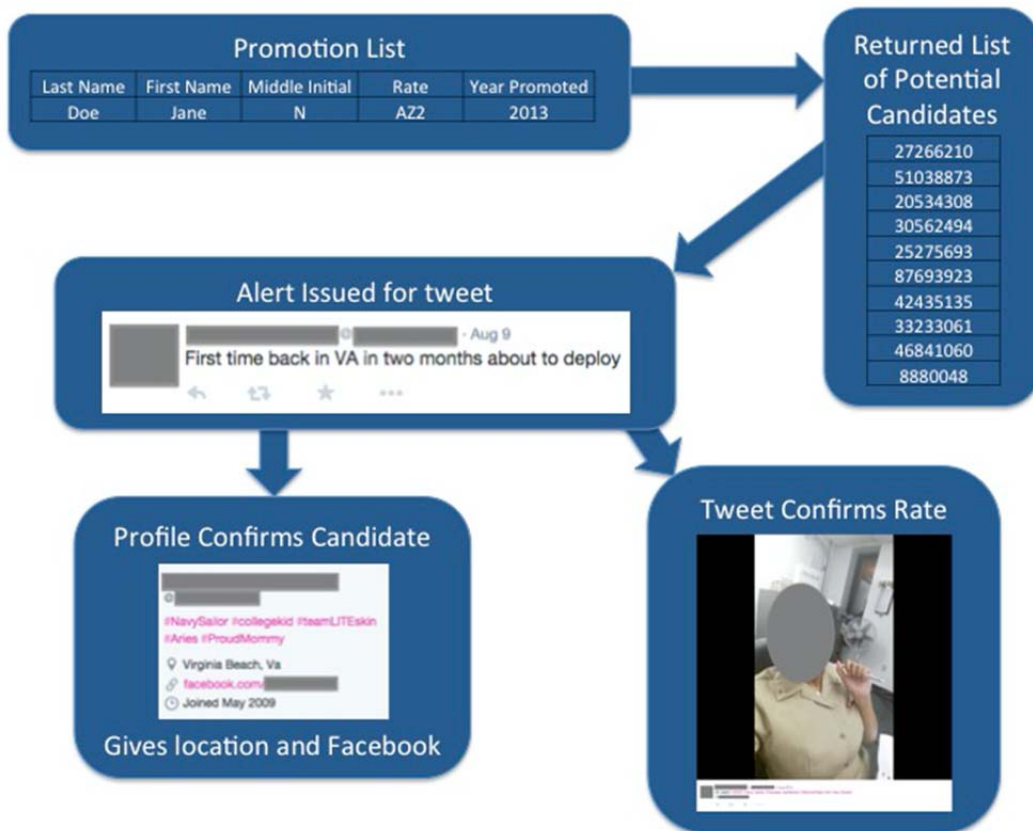 Promotion List
Last Name First Name Middle Initial Rate Year Promoted
Doe Jane N AZ2 2013
Returned List
of Potential
Candidates
27266210
51038873
20534308
30562494
25275693
87693923
42435135
33233061
46841060
8880048
Alert Issued for tweet
@ - Aug 9
First time back in VA in two months about to deploy
Profile Confirms Candidate
@
#NavySailor #collegekid #teamLITEskin
#Aries #ProudMommy
Virginia Beach, Va
facebook.com/
Joined May 2009
Gives location and Facebook
Tweet Confirms Rate